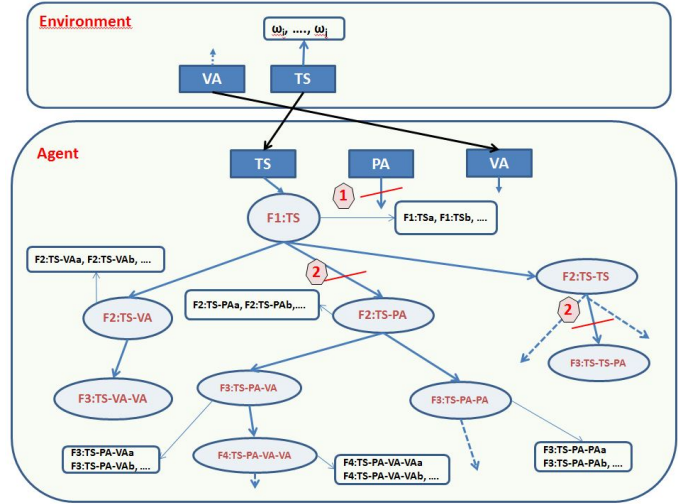 Environment
ωi, …., ωj
VA
TS
Agent
TS
PA
VA
1
F1:TS
F1:TSa, F1:TSb, ….
F2:TS-VAa, F2:TS-VAb, ….
2
F2:TS-TS
F2:TS-PAa, F2:TS-PAb,….
2
F2:TS-VA
F2:TS-PA
F3:TS-TS-PA
F3:TS-VA-VA
F3:TS-PA-VA
F3:TS-PA-PA
F3:TS-PA-VAa
F3:TS-PA-VAb, ….
F4:TS-PA-VA-VA
F4:TS-PA-VA-VAa
F4:TS-PA-VA-VAb, ….
F3:TS-PA-PAa
F3:TS-PA-PAb, ….